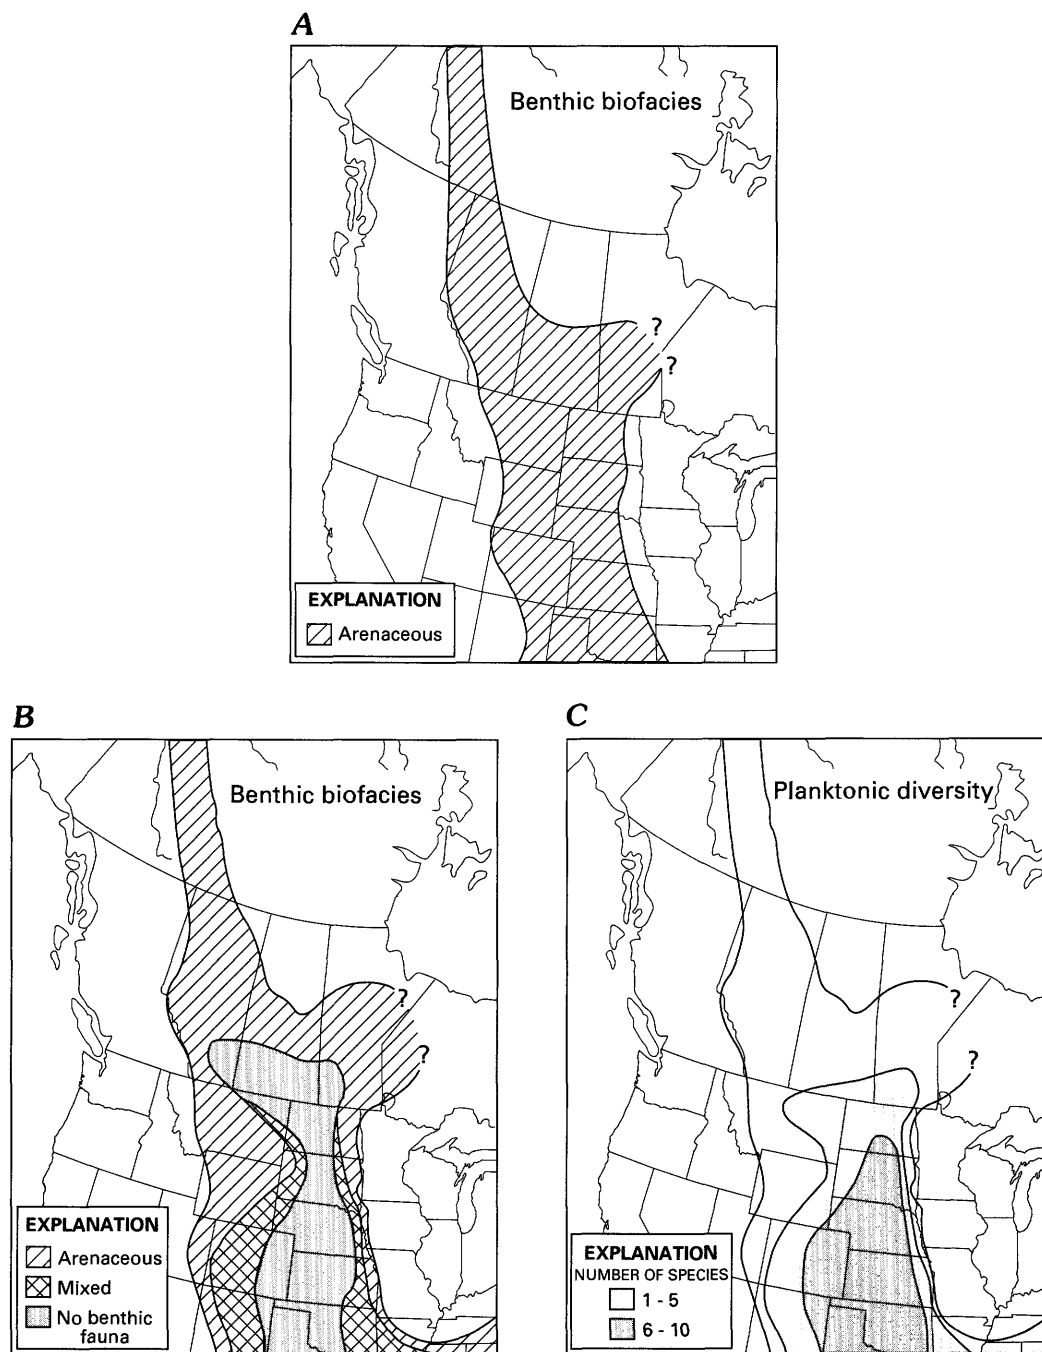 A
Benthic biofacies
?
?
EXPLANATION
Arenaceous
B
Benthic biofacies
?
?
EXPLANATION
Arenaceous
Mixed
No benthic
fauna
C
Planktonic diversity
?
?
EXPLANATION
NUMBER OF SPECIES
1 - 5
6 - 10